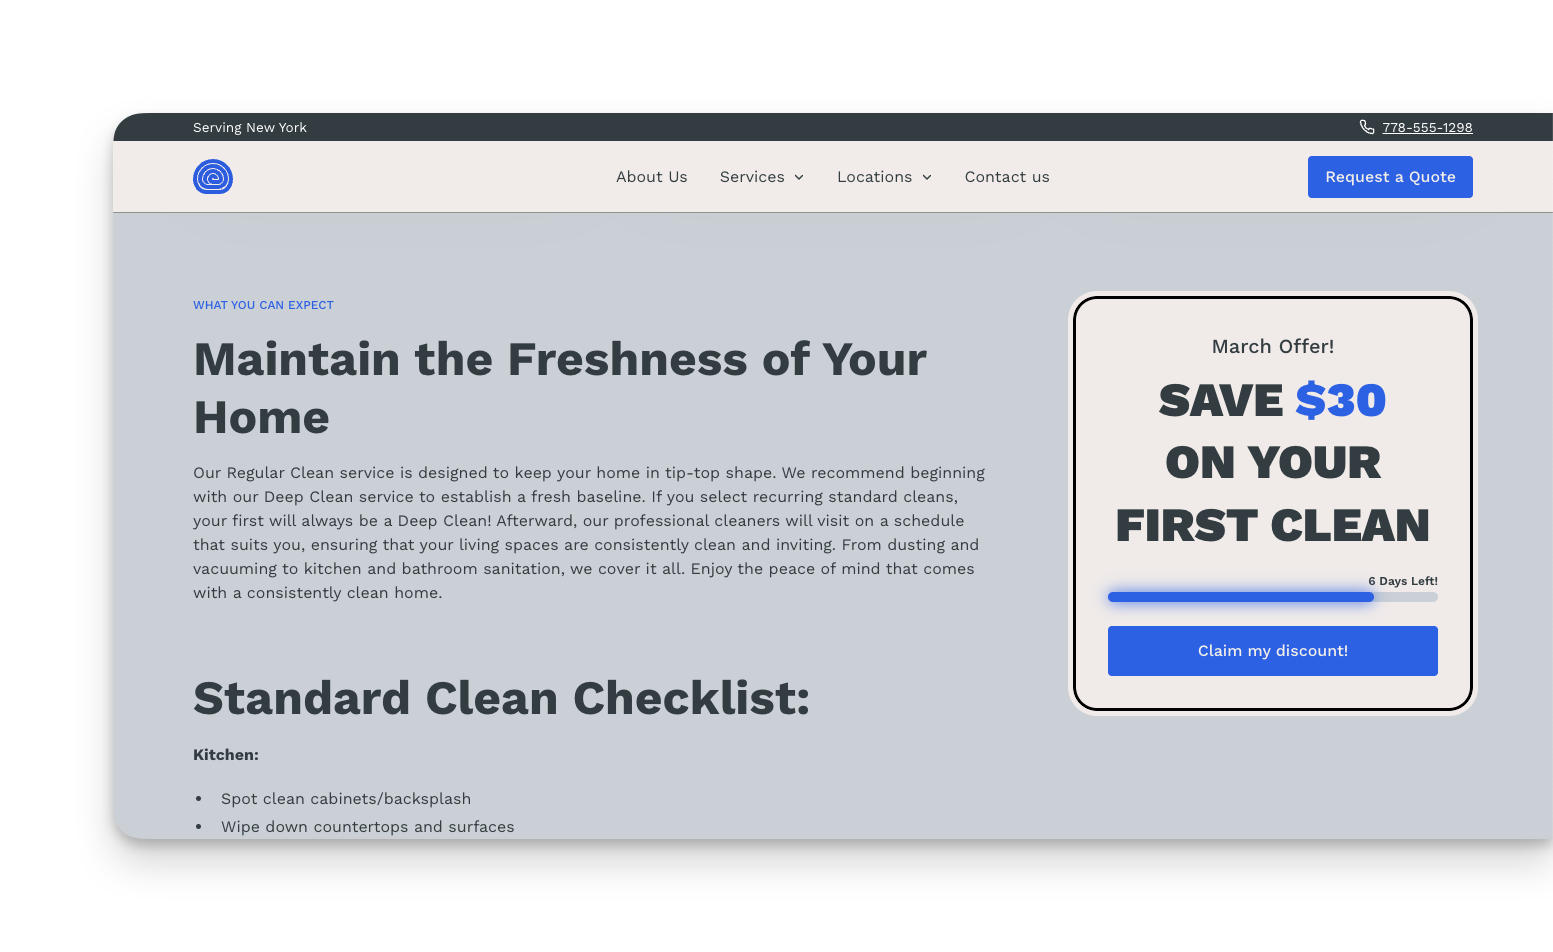 Serving New York
778-555-1298
About Us
Services
Locations
Contact us
Request a Quote
WHAT YOU CAN EXPECT
Maintain the Freshness of Your
Home
Our Regular Clean service is designed to keep your home in tip-top shape. We recommend beginning
with our Deep Clean service to establish a fresh baseline. If you select recurring standard cleans,
your first will always be a Deep Clean! Afterward, our professional cleaners will visit on a schedule
that suits you, ensuring that your living spaces are consistently clean and inviting. From dusting and
vacuuming to kitchen and bathroom sanitation, we cover it all. Enjoy the peace of mind that comes
with a consistently clean home.
Standard Clean Checklist:
Kitchen:
• Spot clean cabinets/backsplash
• Wipe down countertops and surfaces
March Offer!
SAVE $30
ON YOUR
FIRST CLEAN
6 Days Left!
Claim my discount!